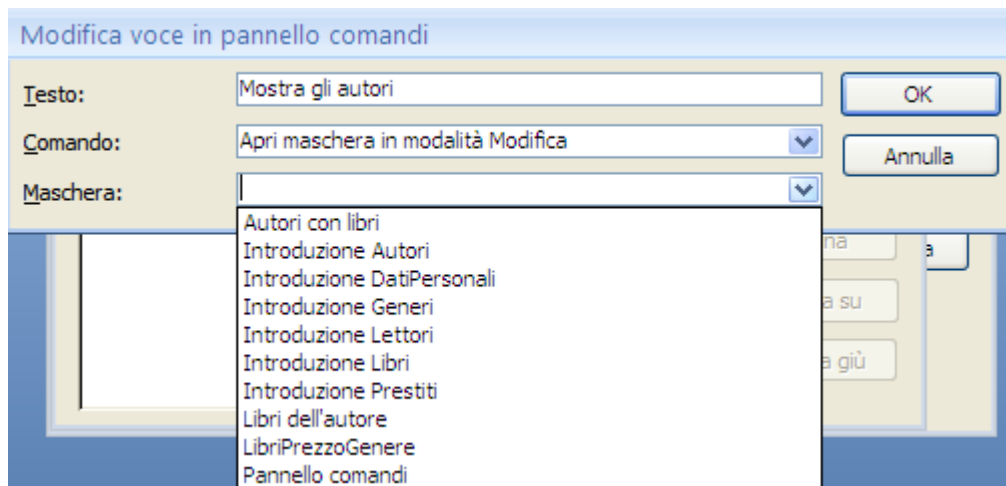 Modifica voce in pannello comandi
Testo: Mostra gli autori OK
Comando: Apri maschera in modalità Modifica Annulla
Maschera:
Autori con libri
Introduzione Autori
Introduzione DatiPersonali
Introduzione Generi
Introduzione Lettori
Introduzione Libri
Introduzione Prestiti
Libri dell'autore
LibriPrezzoGenere
Pannello comandi
su
giù